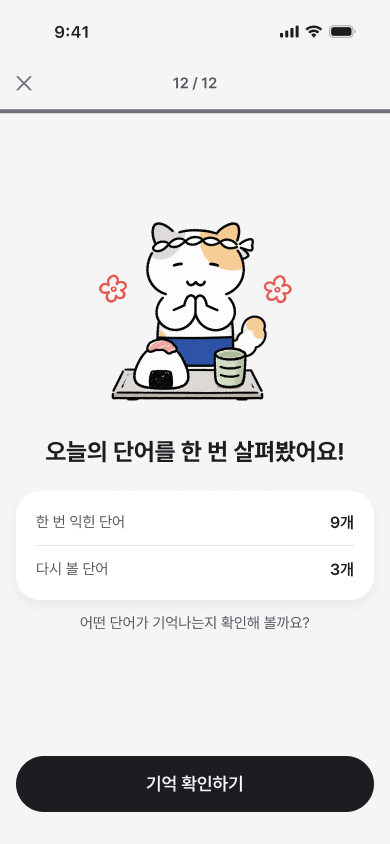 9:41
12 / 12
오늘의 단어를 한 번 살펴봤어요!
한 번 익힌 단어 9개
다시 볼 단어 3개
어떤 단어가 기억나는지 확인해 볼까요?
기억 확인하기